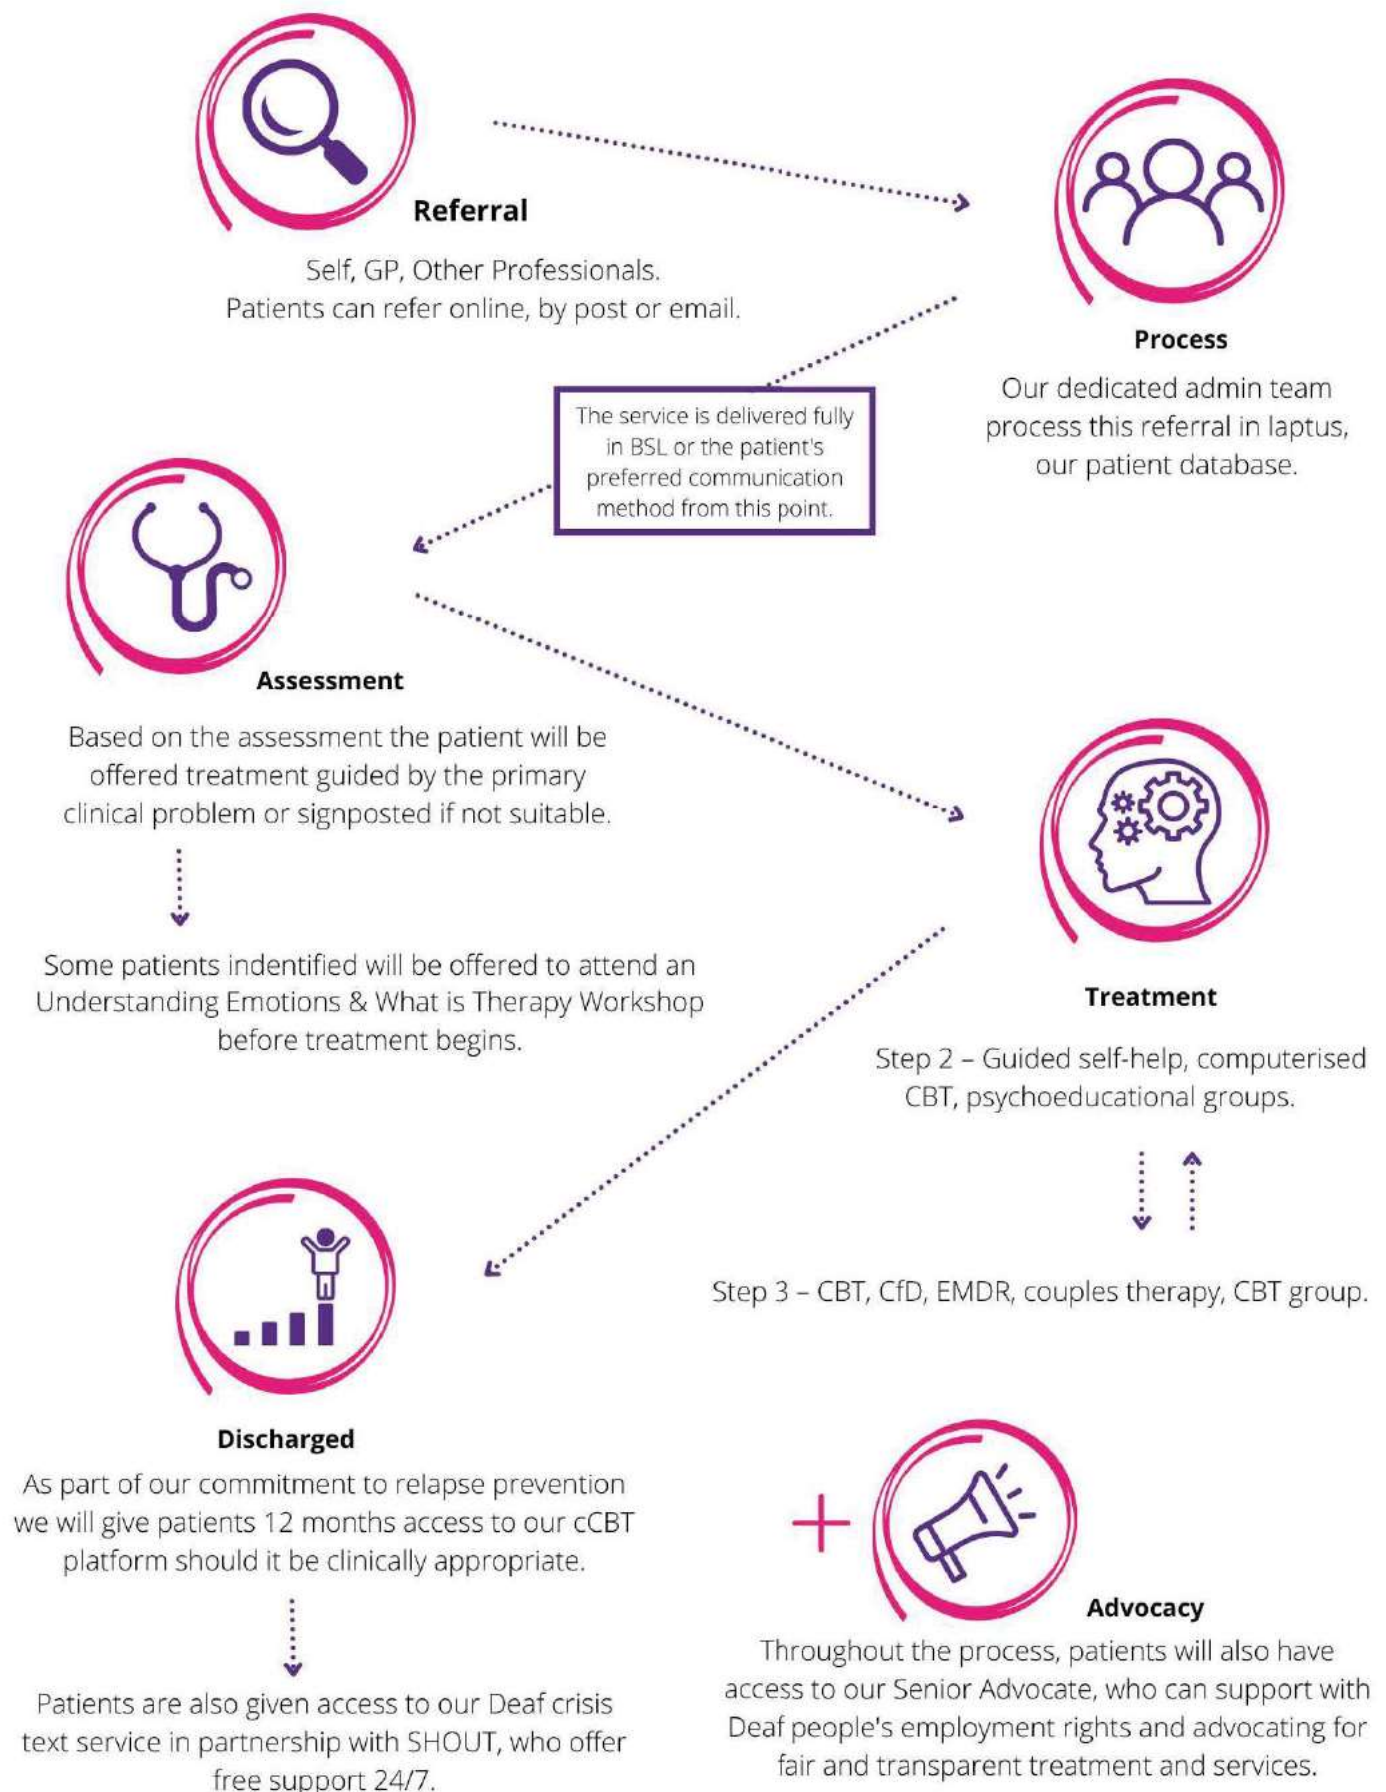 Referral
Self, GP, Other Professionals.
Patients can refer online, by post or email.
Process
Our dedicated admin team
process this referral in laptus,
our patient database.
The service is delivered fully
in BSL or the patient's
preferred communication
method from this point.
Assessment
Based on the assessment the patient will be
offered treatment guided by the primary
clinical problem or signposted if not suitable.
Some patients indentified will be offered to attend an
Understanding Emotions & What is Therapy Workshop
before treatment begins.
Treatment
Step 2 – Guided self-help, computerised
CBT, psychoeducational groups.
Step 3 – CBT, CfD, EMDR, couples therapy, CBT group.
Discharged
As part of our commitment to relapse prevention
we will give patients 12 months access to our cCBT
platform should it be clinically appropriate.
Patients are also given access to our Deaf crisis
text service in partnership with SHOUT, who offer
free support 24/7.
+
Advocacy
Throughout the process, patients will also have
access to our Senior Advocate, who can support with
Deaf people's employment rights and advocating for
fair and transparent treatment and services.